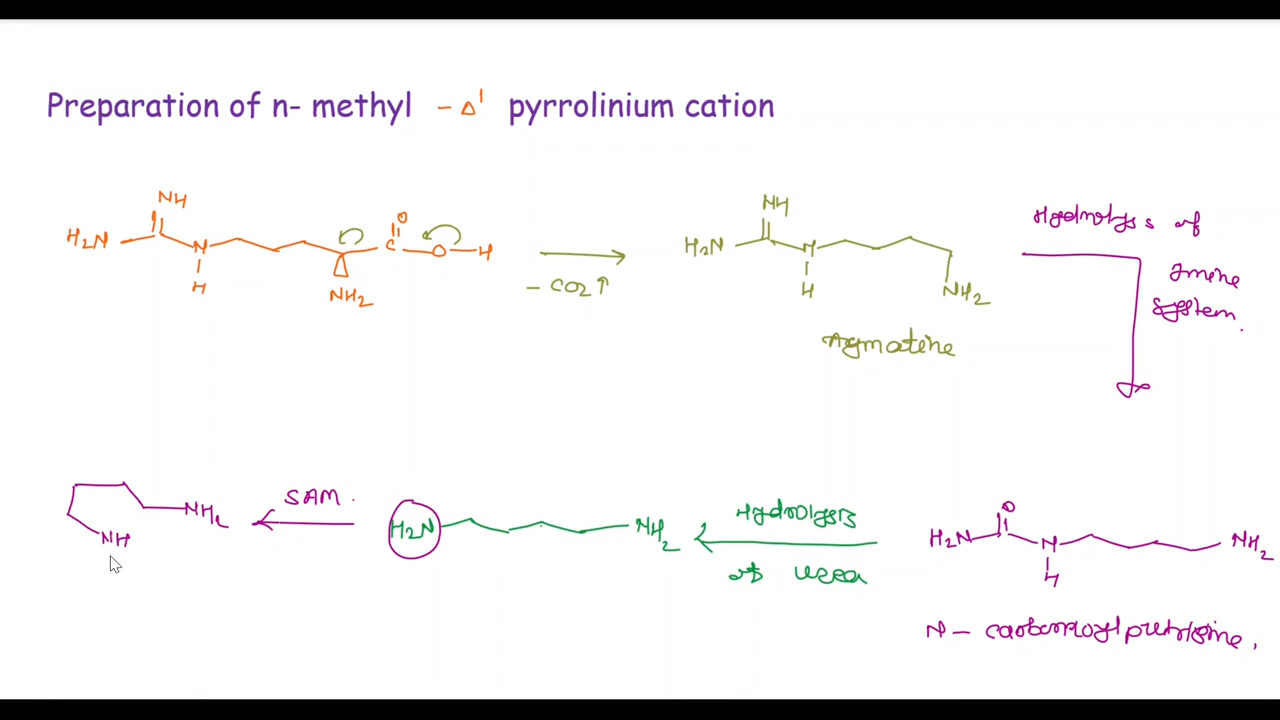 Preparation of n- methyl - Δ¹ pyrrolinium cation
NH
H₂N N C O O H
H
NH₂
- CO₂ ↑
NH
H₂N N
H
NH₂
Agmatine
Hydrolysis of
Imine
System.
NH₂
NH
SAM.
H₂N NH₂
Hydrolysis
of urea
O
H₂N N NH₂
H
N - carbamoyl putrisine.